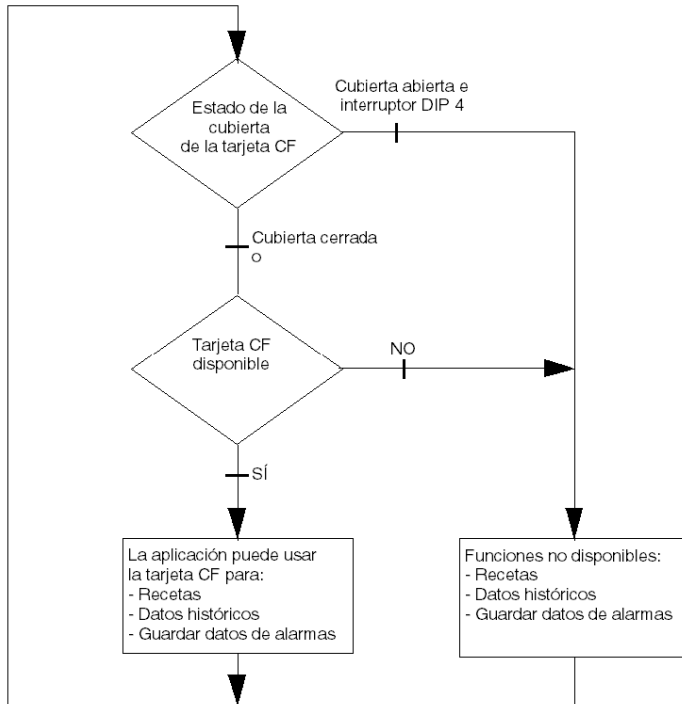 Cubierta abierta e
interruptor DIP 4
Estado de la
cubierta
de la tarjeta CF
Cubierta cerrada
o
Tarjeta CF
disponible
NO
SÍ
La aplicación puede usar
la tarjeta CF para:
- Recetas
- Datos históricos
- Guardar datos de alarmas
Funciones no disponibles:
- Recetas
- Datos históricos
- Guardar datos de alarmas